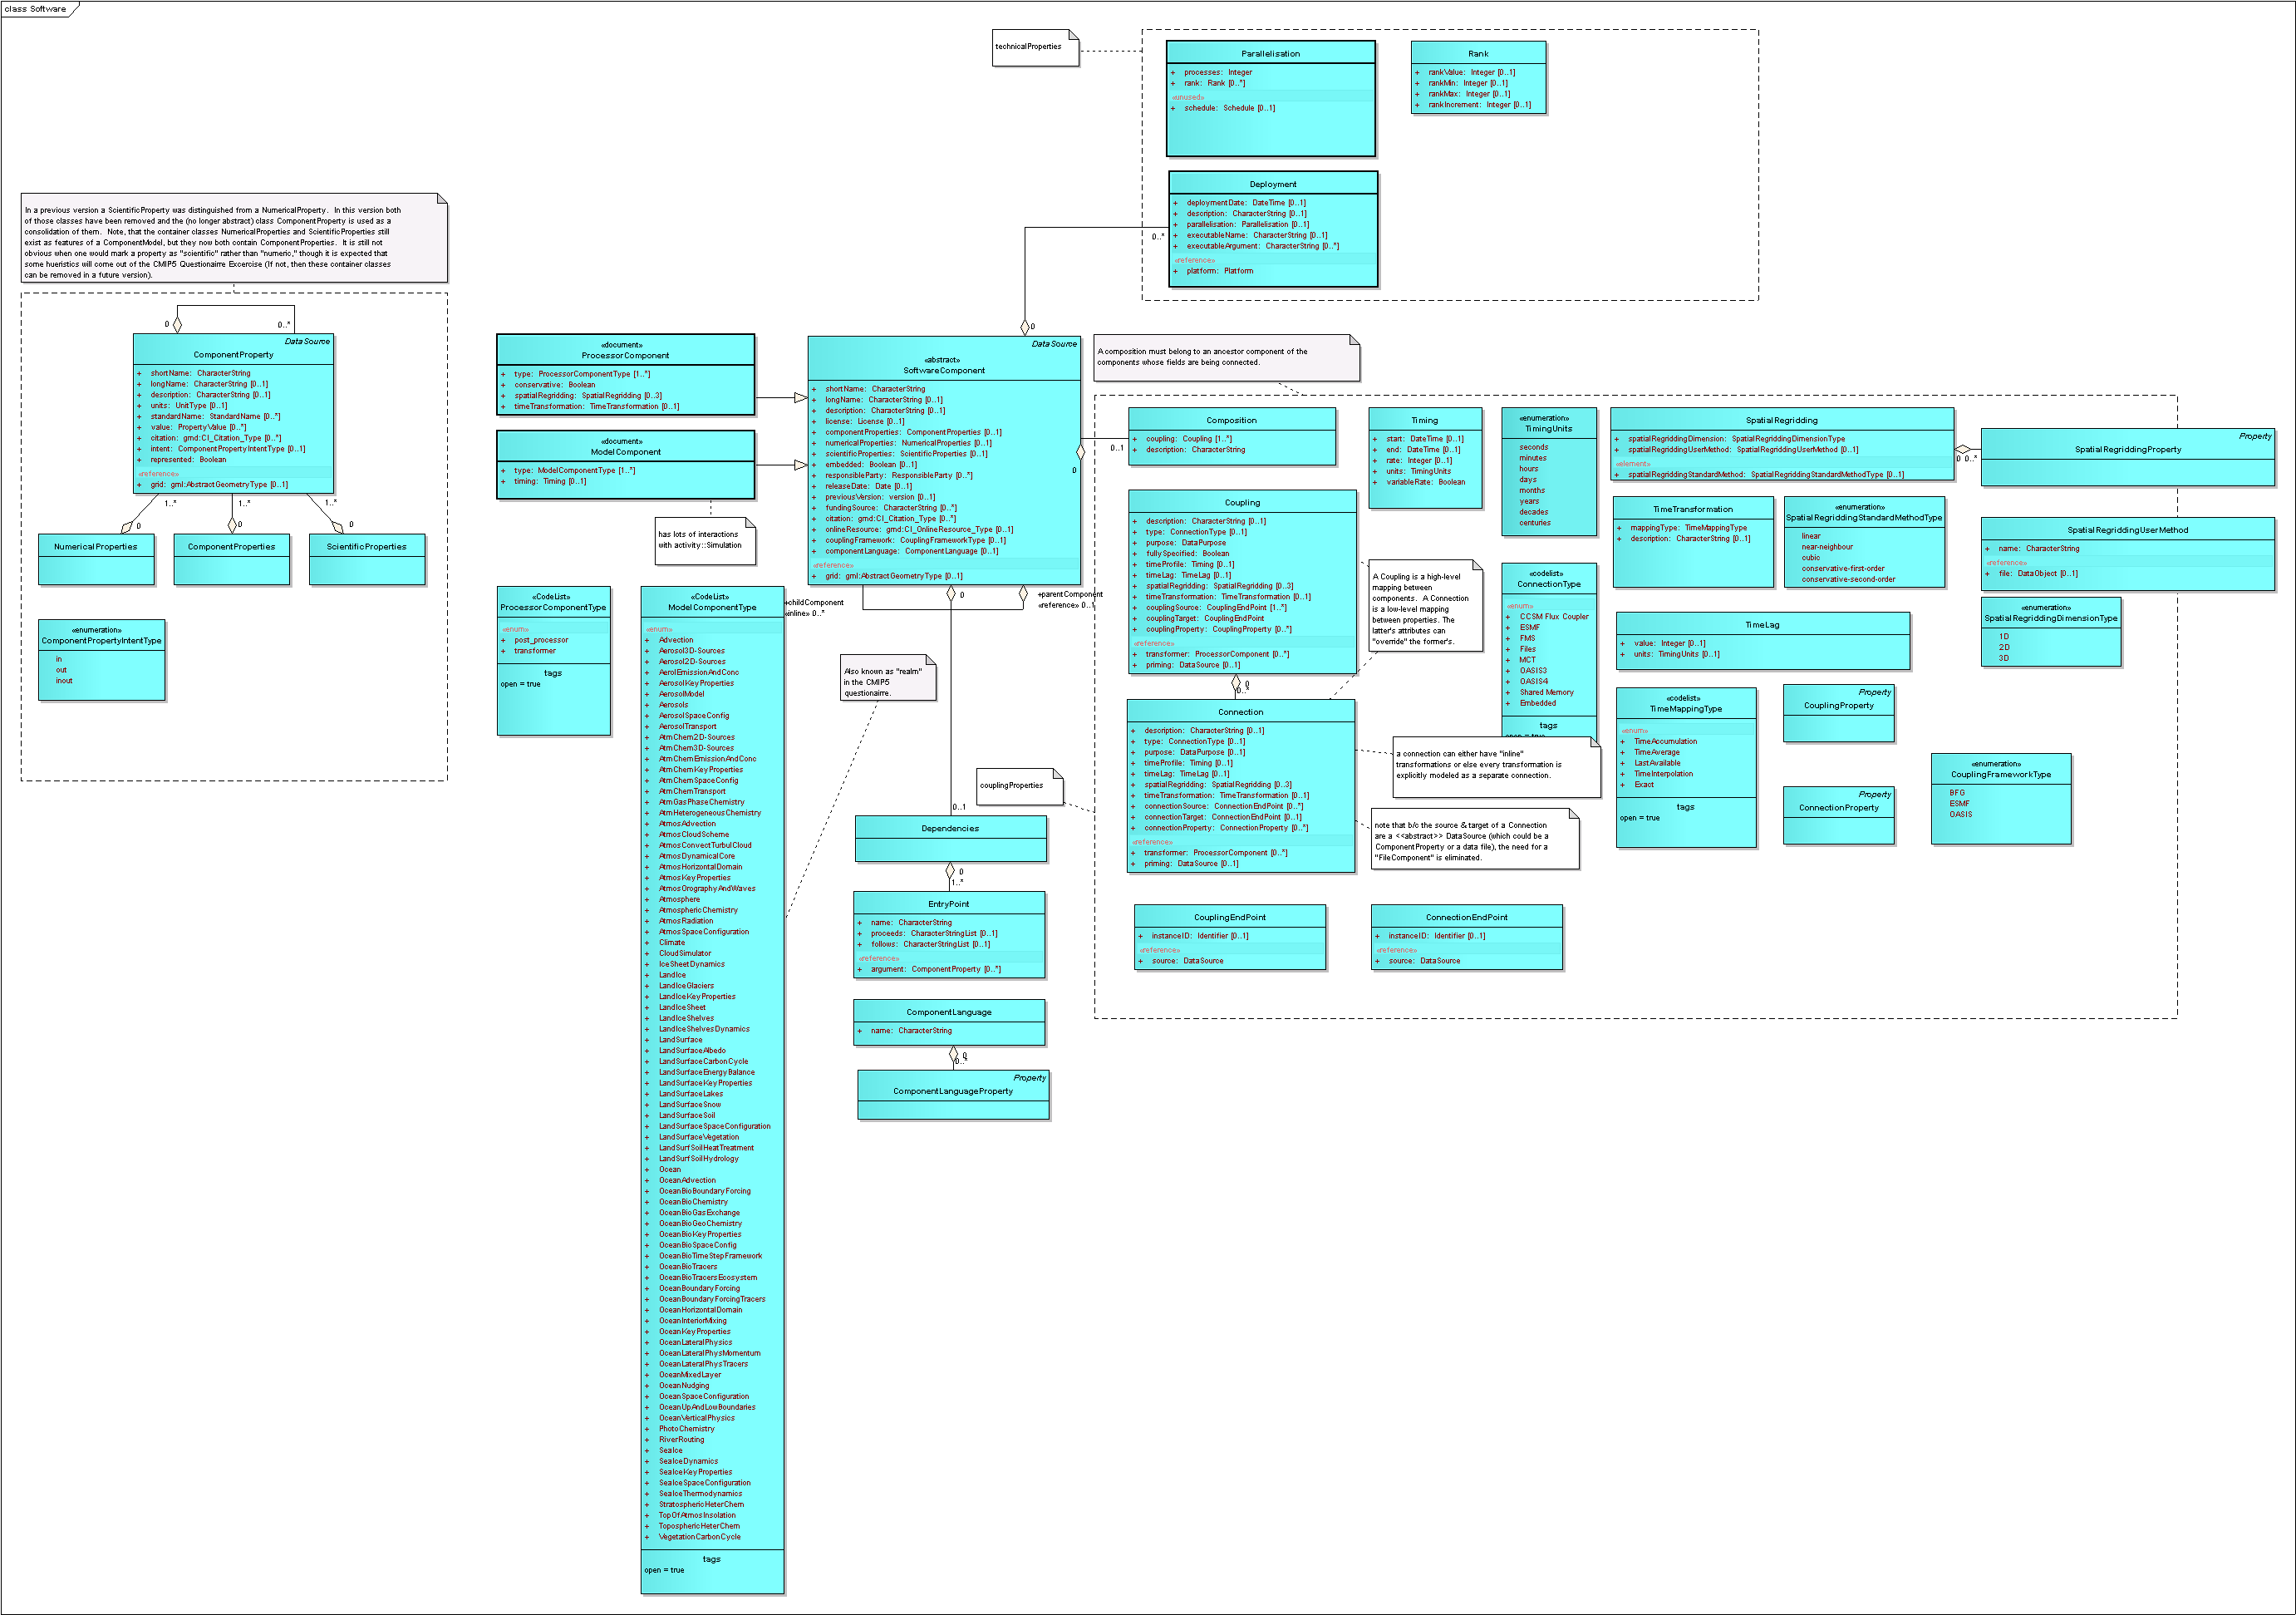 class Software
technicalProperties
Parallelisation
+ processes: Integer
+ rank: Rank [0..*]
«unused»
+ schedule: Schedule [0..1]
Rank
+ rankValue: Integer [0..1]
+ rankMin: Integer [0..1]
+ rankMax: Integer [0..1]
+ rankIncrement: Integer [0..1]
Deployment
+ deploymentDate: DateTime [0..1]
+ description: CharacterString [0..1]
+ parallelisation: Parallelisation [0..1]
+ executableName: CharacterString [0..1]
+ executableArgument: CharacterString [0..*]
«reference»
+ platform: Platform
0..*
0
In a previous version a ScientificProperty was distinguished from a NumericalProperty. In this version both
of those classes have been removed and the (no longer abstract) class ComponentProperty is used as a
consolidation of them. Note, that the container classes NumericalProperties and ScientificProperties still
exist as features of a ComponentModel, but they now both contain ComponentProperties. It is still not
obvious when one would mark a property as "scientific" rather than "numeric," though it is expected that
some hueristics will come out of the CMIP5 Questionairre Excercise (If not, then these container classes
can be removed in a future version).
0
0..*
DataSource
ComponentProperty
+ shortName: CharacterString
+ longName: CharacterString [0..1]
+ description: CharacterString [0..1]
+ units: UnitType [0..1]
+ standardName: StandardName [0..*]
+ value: PropertyValue [0..*]
+ citation: gmd:CI_Citation_Type [0..*]
+ intent: ComponentPropertyIntentType [0..1]
+ represented: Boolean
«reference»
+ grid: gml:AbstractGeometryType [0..1]
1..*
1..*
1..*
0
0
0
NumericalProperties
ComponentProperties
ScientificProperties
«enumeration»
ComponentPropertyIntentType
in
out
inout
«document»
ProcessorComponent
+ type: ProcessorComponentType [1..*]
+ conservative: Boolean
+ spatialRegridding: SpatialRegridding [0..3]
+ timeTransformation: TimeTransformation [0..1]
«document»
ModelComponent
+ type: ModelComponentType [1..*]
+ timing: Timing [0..1]
has lots of interactions
with activity::Simulation
DataSource
«abstract»
SoftwareComponent
+ shortName: CharacterString
+ longName: CharacterString [0..1]
+ description: CharacterString [0..1]
+ license: License [0..1]
+ componentProperties: ComponentProperties [0..1]
+ numericalProperties: NumericalProperties [0..1]
+ scientificProperties: ScientificProperties [0..1]
+ embedded: Boolean [0..1]
+ responsibleParty: ResponsibleParty [0..*]
+ releaseDate: Date [0..1]
+ previousVersion: version [0..1]
+ fundingSource: CharacterString [0..*]
+ citation: gmd:CI_Citation_Type [0..*]
+ onlineResource: gmd:CI_OnlineResource_Type [0..1]
+ couplingFramework: CouplingFrameworkType [0..1]
+ componentLanguage: ComponentLanguage [0..1]
«reference»
+ grid: gml:AbstractGeometryType [0..1]
0
0..1
+childComponent
«inline» 0..*
0
+parentComponent
«reference» 0..1
«CodeList»
ProcessorComponentType
«enum»
+ post_processor
+ transformer
tags
open = true
«CodeList»
ModelComponentType
«enum»
+ Advection
+ Aerosol3D-Sources
+ Aerosol2D-Sources
+ AerolEmissionAndConc
+ AerosolKeyProperties
+ AerosolModel
+ Aerosols
+ AerosolSpaceConfig
+ AerosolTransport
+ AtmChem2D-Sources
+ AtmChem3D-Sources
+ AtmChemEmissionAndConc
+ AtmChemKeyProperties
+ AtmChemSpaceConfig
+ AtmChemTransport
+ AtmGasPhaseChemistry
+ AtmHeterogeneousChemistry
+ AtmosAdvection
+ AtmosCloudScheme
+ AtmosConvectTurbulCloud
+ AtmosDynamicalCore
+ AtmosHorizontalDomain
+ AtmosKeyProperties
+ AtmosOrographyAndWaves
+ Atmosphere
+ AtmosphericChemistry
+ AtmosRadiation
+ AtmosSpaceConfiguration
+ Climate
+ CloudSimulator
+ IceSheetDynamics
+ LandIce
+ LandIceGlaciers
+ LandIceKeyProperties
+ LandIceSheet
+ LandIceShelves
+ LandIceShelvesDynamics
+ LandSurface
+ LandSurfaceAlbedo
+ LandSurfaceCarbonCycle
+ LandSurfaceEnergyBalance
+ LandSurfaceKeyProperties
+ LandSurfaceLakes
+ LandSurfaceSnow
+ LandSurfaceSoil
+ LandSurfaceSpaceConfiguration
+ LandSurfaceVegetation
+ LandSurfSoilHeatTreatment
+ LandSurfSoilHydrology
+ Ocean
+ OceanAdvection
+ OceanBioBoundaryForcing
+ OceanBioChemistry
+ OceanBioGasExchange
+ OceanBioGeoChemistry
+ OceanBioKeyProperties
+ OceanBioSpaceConfig
+ OceanBioTimeStepFramework
+ OceanBioTracers
+ OceanBioTracersEcosystem
+ OceanBoundaryForcing
+ OceanBoundaryForcingTracers
+ OceanHorizontalDomain
+ OceanInteriorMixing
+ OceanKeyProperties
+ OceanLateralPhysics
+ OceanLateralPhysMomentum
+ OceanLateralPhysTracers
+ OceanMixedLayer
+ OceanNudging
+ OceanSpaceConfiguration
+ OceanUpAndLowBoundaries
+ OceanVerticalPhysics
+ PhotoChemistry
+ RiverRouting
+ SeaIce
+ SeaIceDynamics
+ SeaIceKeyProperties
+ SeaIceSpaceConfiguration
+ SeaIceThermodynamics
+ StratosphericHeterChem
+ TopOfAtmosInsolation
+ ToposphericHeterChem
+ VegetationCarbonCycle
tags
open = true
Also known as "realm"
in the CMIP5
questionairre.
couplingProperties
0..1
Dependencies
0
1..*
EntryPoint
+ name: CharacterString
+ proceeds: CharacterStringList [0..1]
+ follows: CharacterStringList [0..1]
«reference»
+ argument: ComponentProperty [0..*]
ComponentLanguage
+ name: CharacterString
0
0..*
Property
ComponentLanguageProperty
A composition must belong to an ancestor component of the
components whose fields are being connected.
Composition
+ coupling: Coupling [1..*]
+ description: CharacterString
Coupling
+ description: CharacterString [0..1]
+ type: ConnectionType [0..1]
+ purpose: DataPurpose
+ fullySpecified: Boolean
+ timeProfile: Timing [0..1]
+ timeLag: TimeLag [0..1]
+ spatialRegridding: SpatialRegridding [0..3]
+ timeTransformation: TimeTransformation [0..1]
+ couplingSource: CouplingEndPoint [1..*]
+ couplingTarget: CouplingEndPoint
+ couplingProperty: CouplingProperty [0..*]
«reference»
+ transformer: ProcessorComponent [0..*]
+ priming: DataSource [0..1]
0
0..*
Connection
+ description: CharacterString [0..1]
+ type: ConnectionType [0..1]
+ purpose: DataPurpose [0..1]
+ timeProfile: Timing [0..1]
+ timeLag: TimeLag [0..1]
+ spatialRegridding: SpatialRegridding [0..3]
+ timeTransformation: TimeTransformation [0..1]
+ connectionSource: ConnectionEndPoint [0..*]
+ connectionTarget: ConnectionEndPoint [0..1]
+ connectionProperty: ConnectionProperty [0..*]
«reference»
+ transformer: ProcessorComponent [0..*]
+ priming: DataSource [0..1]
CouplingEndPoint
+ instanceID: Identifier [0..1]
«reference»
+ source: DataSource
ConnectionEndPoint
+ instanceID: Identifier [0..1]
«reference»
+ source: DataSource
Timing
+ start: DateTime [0..1]
+ end: DateTime [0..1]
+ rate: Integer [0..1]
+ units: TimingUnits
+ variableRate: Boolean
A Coupling is a high-level
mapping between
components. A Connection
is a low-level mapping
between properties. The
latter's attributes can
"override" the former's.
a connection can either have "inline"
transformations or else every transformation is
explicitly modeled as a separate connection.
note that b/c the source & target of a Connection
are a <<abstract>> DataSource (which could be a
ComponentProperty or a data file), the need for a
"FileComponent" is eliminated.
«enumeration»
TimingUnits
seconds
minutes
hours
days
months
years
decades
centuries
«codelist»
ConnectionType
«enum»
+ CCSM Flux Coupler
+ ESMF
+ FMS
+ Files
+ MCT
+ OASIS3
+ OASIS4
+ Shared Memory
+ Embedded
tags
open = true
SpatialRegridding
+ spatialRegriddingDimension: SpatialRegriddingDimensionType
+ spatialRegriddingUserMethod: SpatialRegriddingUserMethod [0..1]
«element»
+ spatialRegriddingStandardMethod: SpatialRegriddingStandardMethodType [0..1]
0 0..*
Property
SpatialRegriddingProperty
TimeTransformation
+ mappingType: TimeMappingType
+ description: CharacterString [0..1]
«enumeration»
SpatialRegriddingStandardMethodType
linear
near-neighbour
cubic
conservative-first-order
conservative-second-order
SpatialRegriddingUserMethod
+ name: CharacterString
«reference»
+ file: DataObject [0..1]
«enumeration»
SpatialRegriddingDimensionType
1D
2D
3D
TimeLag
+ value: Integer [0..1]
+ units: TimingUnits [0..1]
«codelist»
TimeMappingType
«enum»
+ TimeAccumulation
+ TimeAverage
+ LastAvailable
+ TimeInterpolation
+ Exact
tags
open = true
Property
CouplingProperty
Property
ConnectionProperty
«enumeration»
CouplingFrameworkType
BFG
ESMF
OASIS